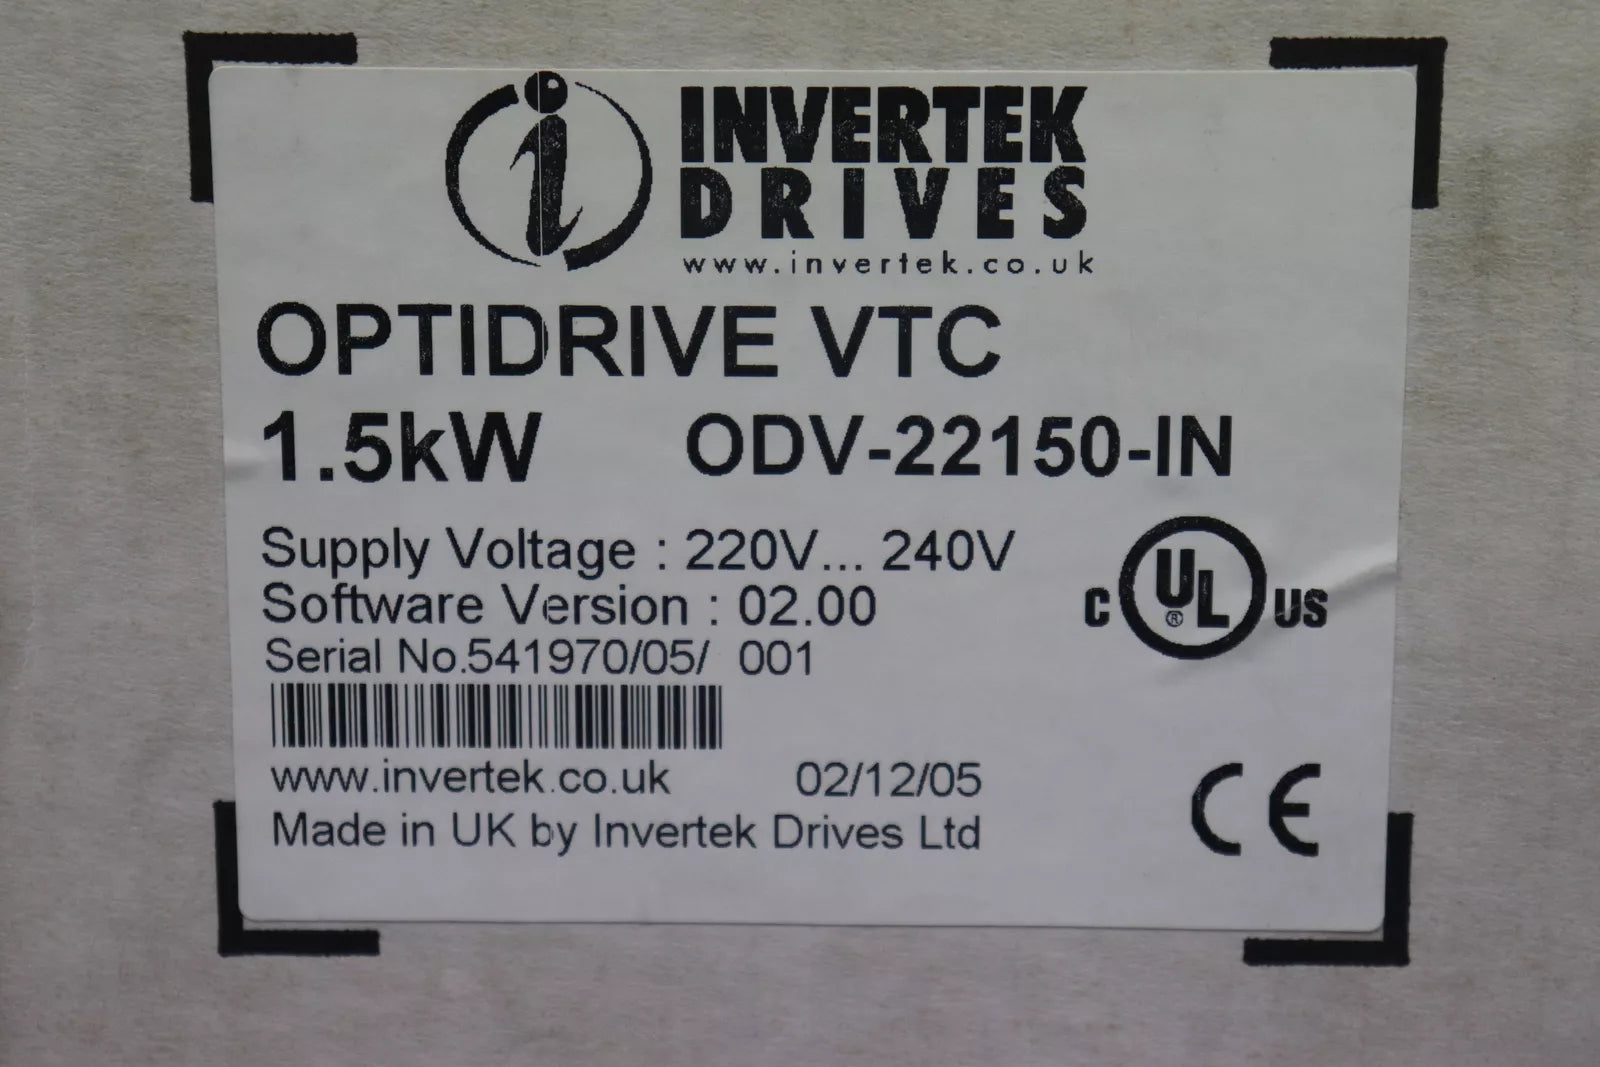 INVERTEK
DRIVES
www.invertek.co.uk
OPTIDRIVE VTC
1.5kW ODV-22150-IN
Supply Voltage : 220V... 240V
Software Version : 02.00
Serial No.541970/05/ 001
C UL® US
www.invertek.co.uk 02/12/05
Made in UK by Invertek Drives Ltd
CE